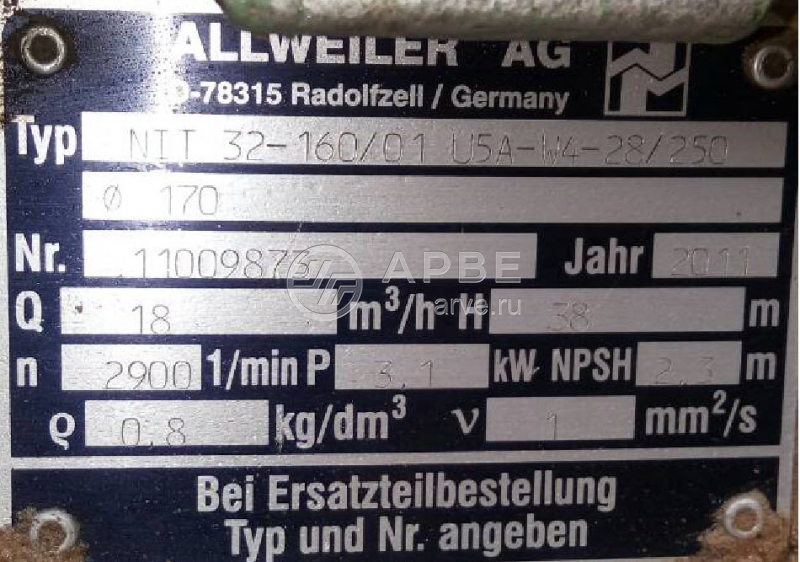 ALLWEILER AG
D-78315 Radolfzell / Germany
Typ NIT 32-160/01 U5A-W4-28/250
Ø 170
Nr. 11009873 Jahr 2011
АРВЕ
arve.ru
Q 18 m³/h H 38 m
n 2900 1/min P 3,1 kW NPSH 2,3 m
ϱ 0,8 kg/dm³ ν 1 mm²/s
Bei Ersatzteilbestellung
Typ und Nr. angeben